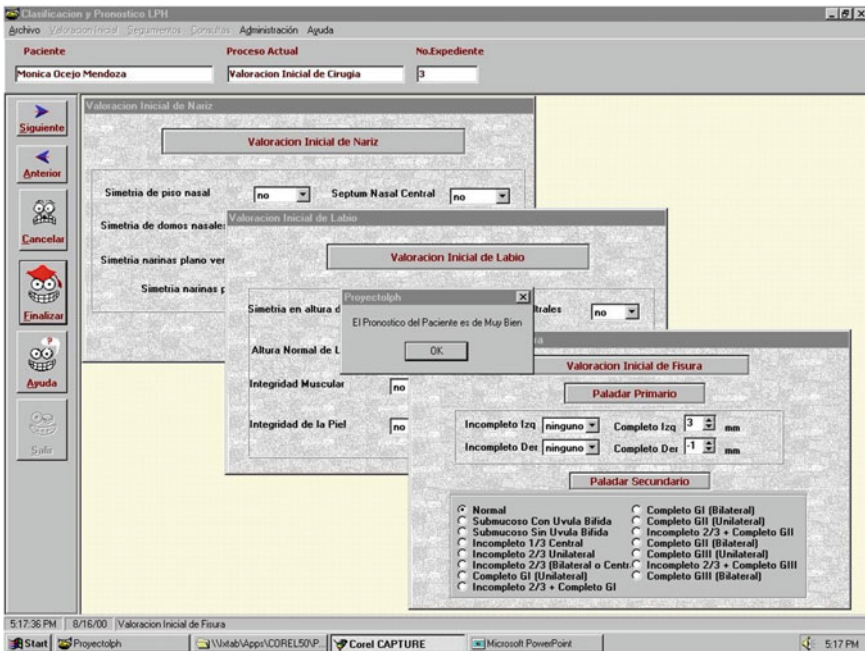 Clasificacion y Pronostico LPH
Archivo Valoracion Inicial Seguimientos Consultas Administración Ayuda
Paciente Proceso Actual No.Expediente
Monica Ocejo Mendoza Valoracion Inicial de Cirugia 3
Siguiente
Anterior
Cancelar
Finalizar
Ayuda
Salir
Valoracion Inicial de Nariz
Valoracion Inicial de Nariz
Simetria de piso nasal no Septum Nasal Central no
Simetria de domos nasales
Simetria narinas plano ver
Simetria narinas p
Valoracion Inicial de Labio
Valoracion Inicial de Labio
Simetria en altura d trales no
Altura Normal de L
Integridad Muscular no
Integridad de la Piel no
Proyectolph
El Pronostico del Paciente es de Muy Bien
OK
ura
Valoracion Inicial de Fisura
Paladar Primario
Incompleto Izq ninguno Completo Izq 3 mm
Incompleto Der ninguno Completo Der -1 mm
Paladar Secundario
Normal
Submucoso Con Uvula Bifida
Submucoso Sin Uvula Bifida
Incompleto 1/3 Central
Incompleto 2/3 Unilateral
Incompleto 2/3 (Bilateral o Centr
Completo GI (Unilateral)
Incompleto 2/3 + Completo GI
Completo GI (Bilateral)
Completo GII (Unilateral)
Incompleto 2/3 + Completo GII
Completo GII (Bilateral)
Completo GIII (Unilateral)
Incompleto 2/3 + Completo GIII
Completo GIII (Bilateral)
5:17:36 PM 8/16/00 Valoracion Inicial de Fisura
Start Proyectolph \\Ixtab\Apps\COREL50\P... Corel CAPTURE Microsoft PowerPoint 5:17 PM